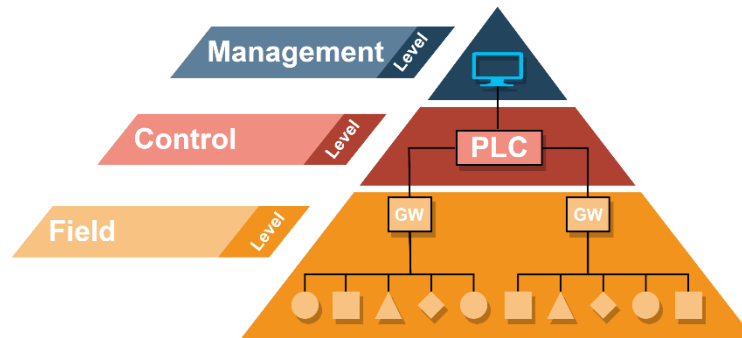 Management Level
Control Level
PLC
Field Level
GW GW